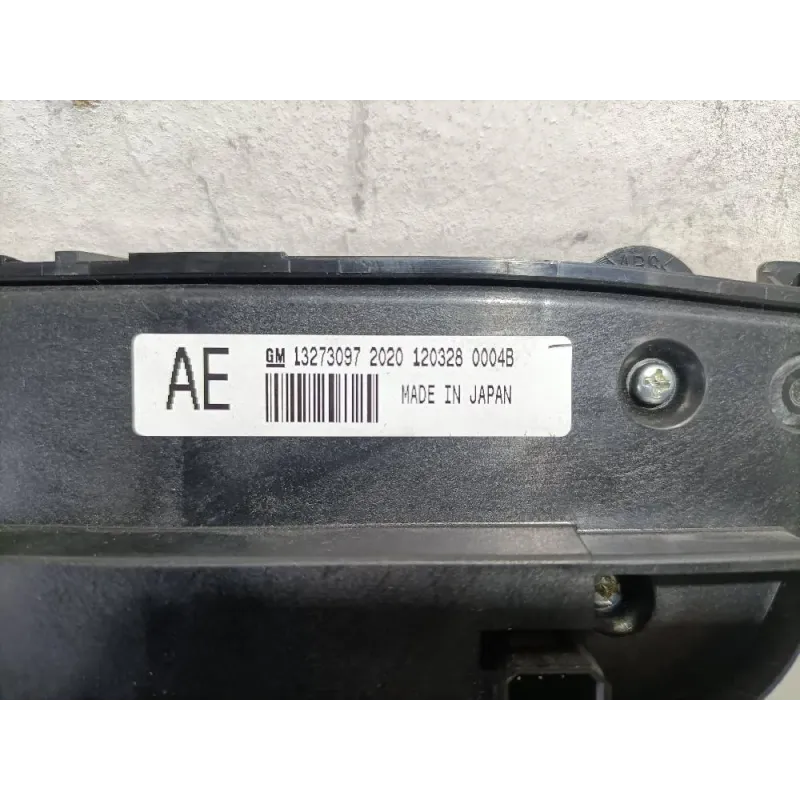 AE
GM 13273097 2020 120328 0004B
MADE IN JAPAN